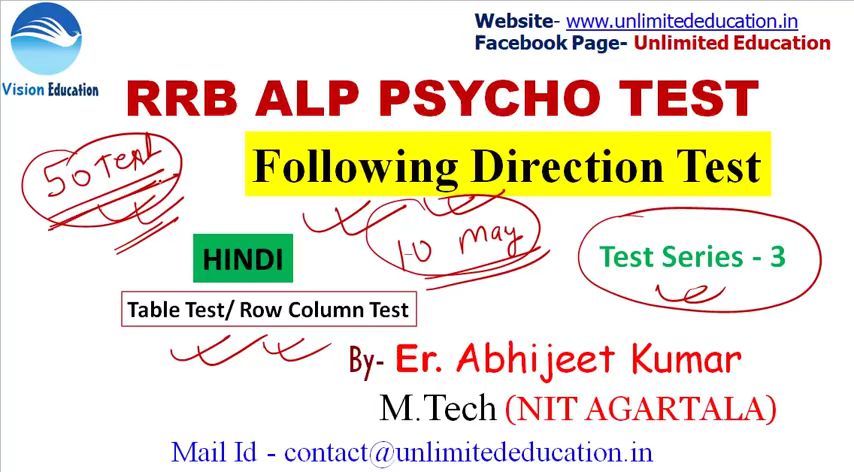 Website- www.unlimitededucation.in
Facebook Page- Unlimited Education
Vision Education
RRB ALP PSYCHO TEST
50 Test
Following Direction Test
10 May
HINDI
Test Series - 3
Table Test/ Row Column Test
By- Er. Abhijeet Kumar
M.Tech (NIT AGARTALA)
Mail Id - contact@unlimitededucation.in